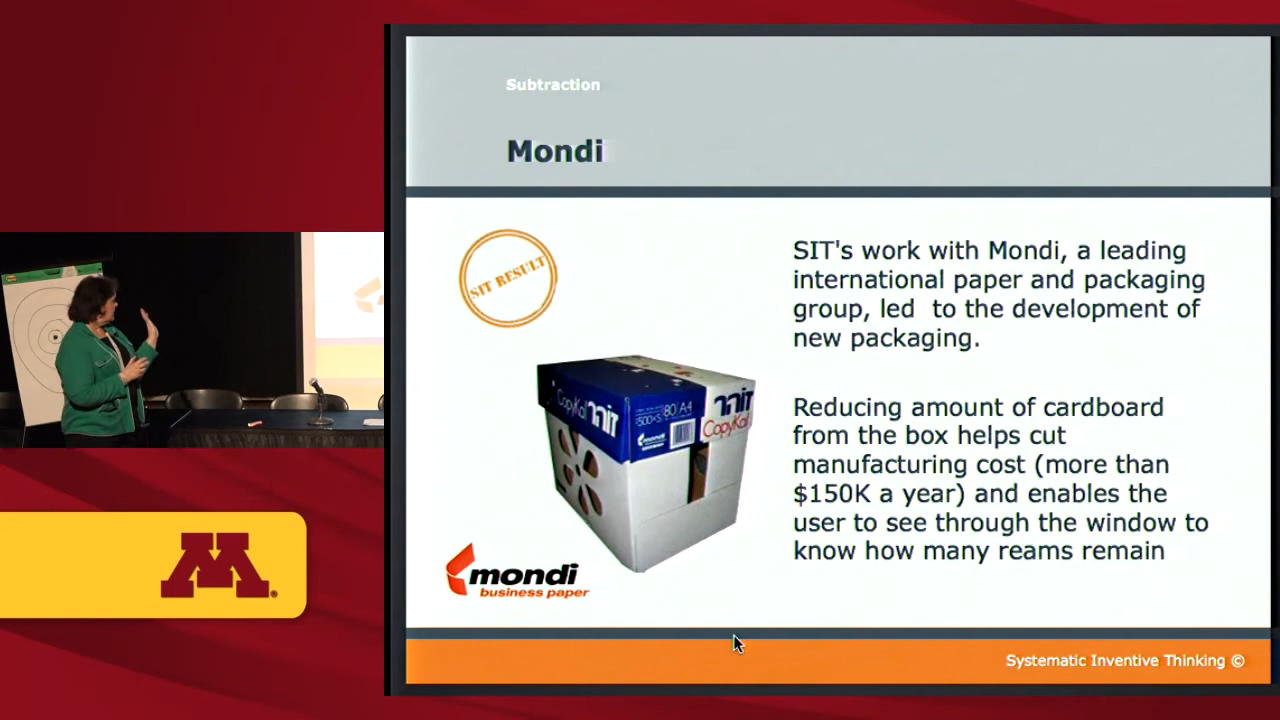 Subtraction
Mondi
SIT RESULT
SIT's work with Mondi, a leading
international paper and packaging
group, led to the development of
new packaging.
Reducing amount of cardboard
from the box helps cut
manufacturing cost (more than
$150K a year) and enables the
user to see through the window to
know how many reams remain
CopyKal
80 A4
CopyKal
mondi
business paper
M
Systematic Inventive Thinking ©